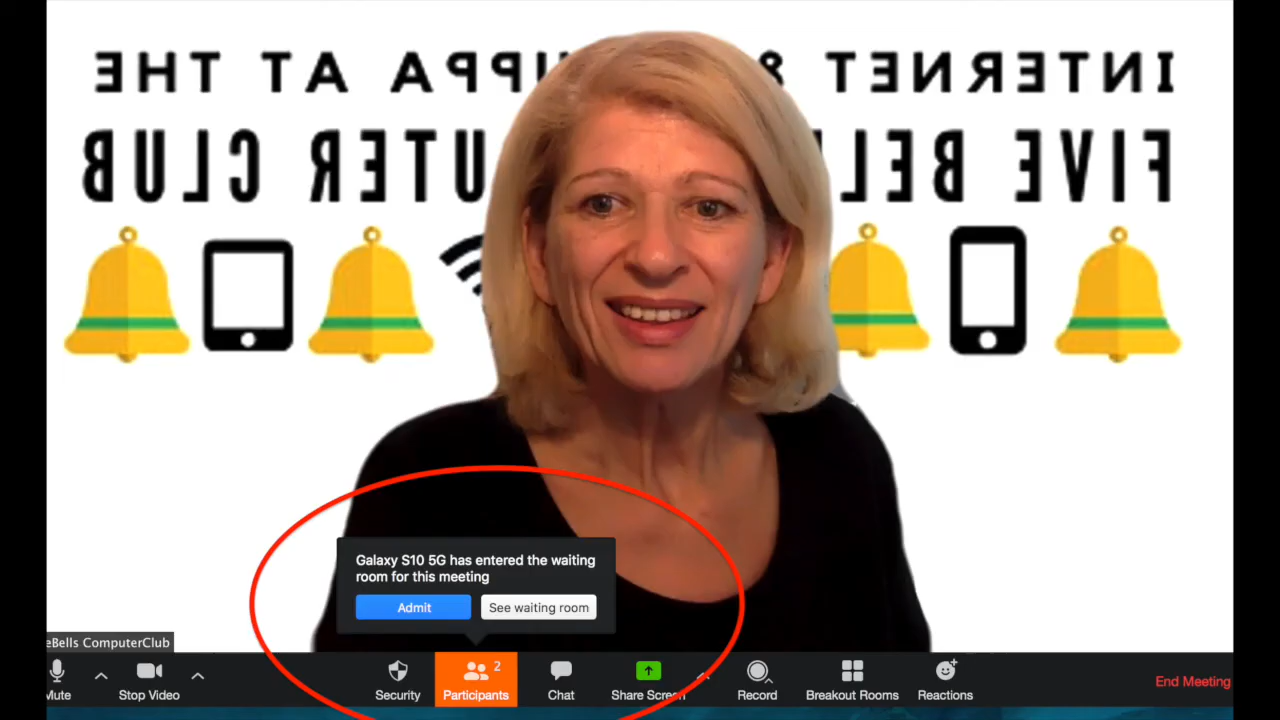 INTERNET & UPPA AT THE
FIVE BEL UTER CLUB
Galaxy S10 5G has entered the waiting
room for this meeting
Admit See waiting room
eBells ComputerClub
Mute Stop Video Security Participants 2 Chat Share Screen Record Breakout Rooms Reactions End Meeting